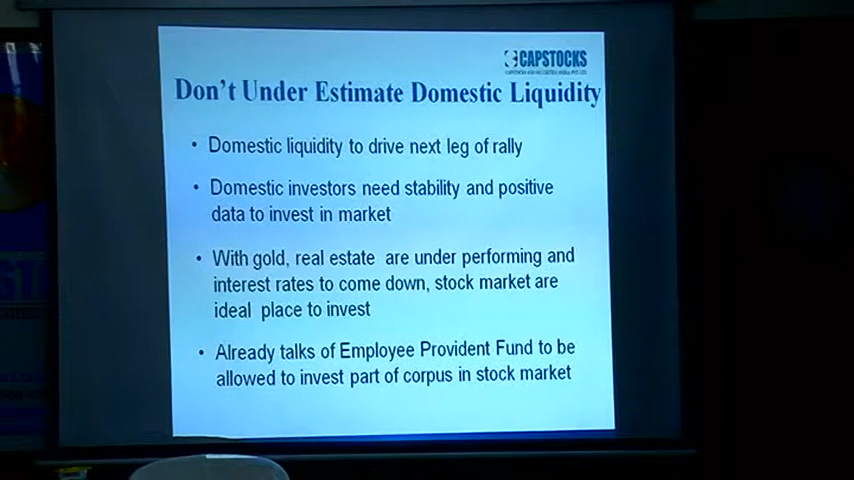 CAPSTOCKS
Don't Under Estimate Domestic Liquidity
• Domestic liquidity to drive next leg of rally
• Domestic investors need stability and positive
data to invest in market
• With gold, real estate are under performing and
interest rates to come down, stock market are
ideal place to invest
• Already talks of Employee Provident Fund to be
allowed to invest part of corpus in stock market